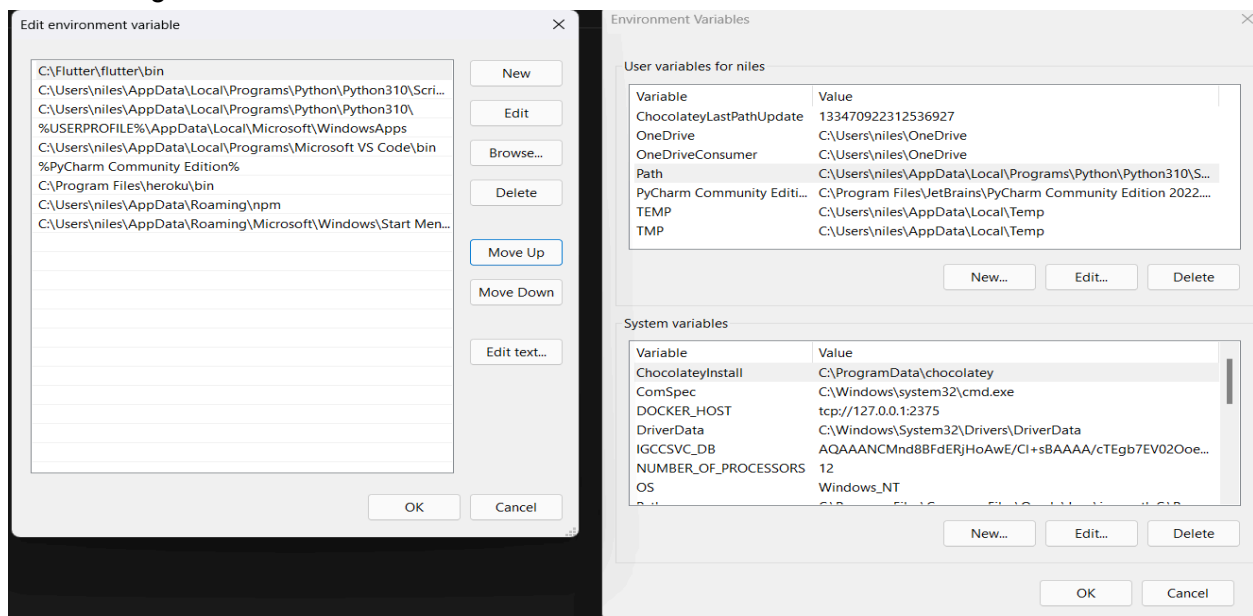 Edit environment variable
C:\Flutter\flutter\bin
C:\Users\niles\AppData\Local\Programs\Python\Python310\Scri...
C:\Users\niles\AppData\Local\Programs\Python\Python310\
%USERPROFILE%\AppData\Local\Microsoft\WindowsApps
C:\Users\niles\AppData\Local\Programs\Microsoft VS Code\bin
%PyCharm Community Edition%
C:\Program Files\heroku\bin
C:\Users\niles\AppData\Roaming\npm
C:\Users\niles\AppData\Roaming\Microsoft\Windows\Start Men...
New
Edit
Browse...
Delete
Move Up
Move Down
Edit text...
OK Cancel
Environment Variables
User variables for niles
Variable Value
ChocolateyLastPathUpdate 133470922312536927
OneDrive C:\Users\niles\OneDrive
OneDriveConsumer C:\Users\niles\OneDrive
Path C:\Users\niles\AppData\Local\Programs\Python\Python310\S...
PyCharm Community Editi... C:\Program Files\JetBrains\PyCharm Community Edition 2022....
TEMP C:\Users\niles\AppData\Local\Temp
TMP C:\Users\niles\AppData\Local\Temp
New... Edit... Delete
System variables
Variable Value
ChocolateyInstall C:\ProgramData\chocolatey
ComSpec C:\Windows\system32\cmd.exe
DOCKER_HOST tcp://127.0.0.1:2375
DriverData C:\Windows\System32\Drivers\DriverData
IGCCSVC_DB AQAAANCMnd8BFdERjHoAwE/Cl+sBAAAA/cTEgb7EV02Ooe...
NUMBER_OF_PROCESSORS 12
OS Windows_NT
New... Edit... Delete
OK Cancel